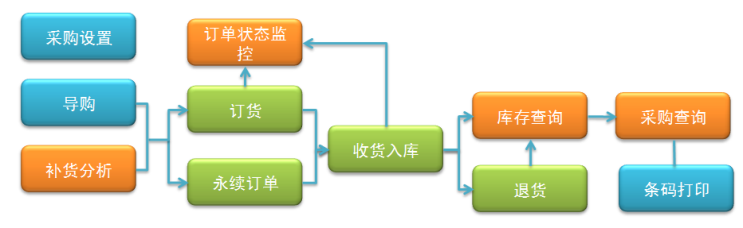 采购设置
导购
补货分析
订单状态监
控
订货
永续订单
收货入库
库存查询
退货
采购查询
条码打印